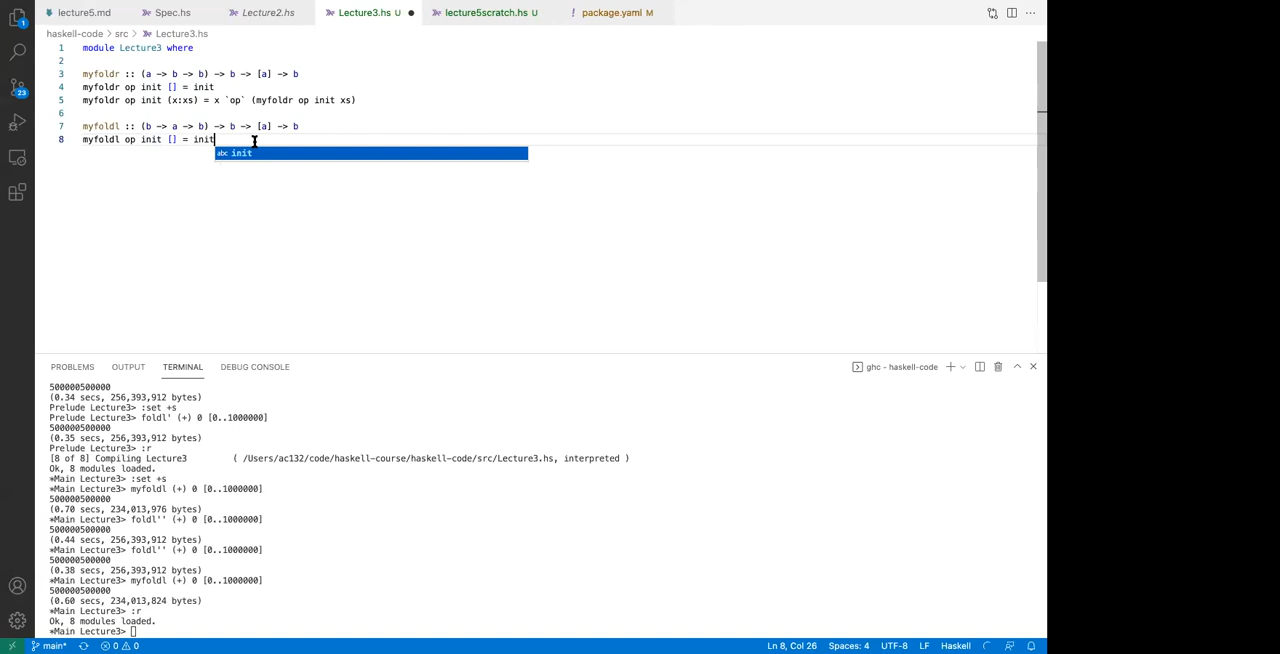 lecture5.md Spec.hs Lecture2.hs Lecture3.hs U lecture5scratch.hs U ! package.yaml M
haskell-code > src > Lecture3.hs
1 module Lecture3 where
2
3 myfoldr :: (a -> b -> b) -> b -> [a] -> b
4 myfoldr op init [] = init
5 myfoldr op init (x:xs) = x `op` (myfoldr op init xs)
6
7 myfoldl :: (b -> a -> b) -> b -> [a] -> b
8 myfoldl op init [] = init
abc init
1
23
PROBLEMS OUTPUT TERMINAL DEBUG CONSOLE ghc - haskell-code
500000500000
(0.34 secs, 256,393,912 bytes)
Prelude Lecture3> :set +s
Prelude Lecture3> foldl' (+) 0 [0..1000000]
500000500000
(0.35 secs, 256,393,912 bytes)
Prelude Lecture3> :r
[8 of 8] Compiling Lecture3 ( /Users/ac132/code/haskell-course/haskell-code/src/Lecture3.hs, interpreted )
Ok, 8 modules loaded.
*Main Lecture3> :set +s
*Main Lecture3> myfoldl (+) 0 [0..1000000]
500000500000
(0.70 secs, 234,013,976 bytes)
*Main Lecture3> foldl'' (+) 0 [0..1000000]
500000500000
(0.44 secs, 256,393,912 bytes)
*Main Lecture3> foldl'' (+) 0 [0..1000000]
500000500000
(0.38 secs, 256,393,912 bytes)
*Main Lecture3> myfoldl (+) 0 [0..1000000]
500000500000
(0.60 secs, 234,013,824 bytes)
*Main Lecture3> :r
Ok, 8 modules loaded.
*Main Lecture3>
main* 0 0 Ln 8, Col 26 Spaces: 4 UTF-8 LF Haskell